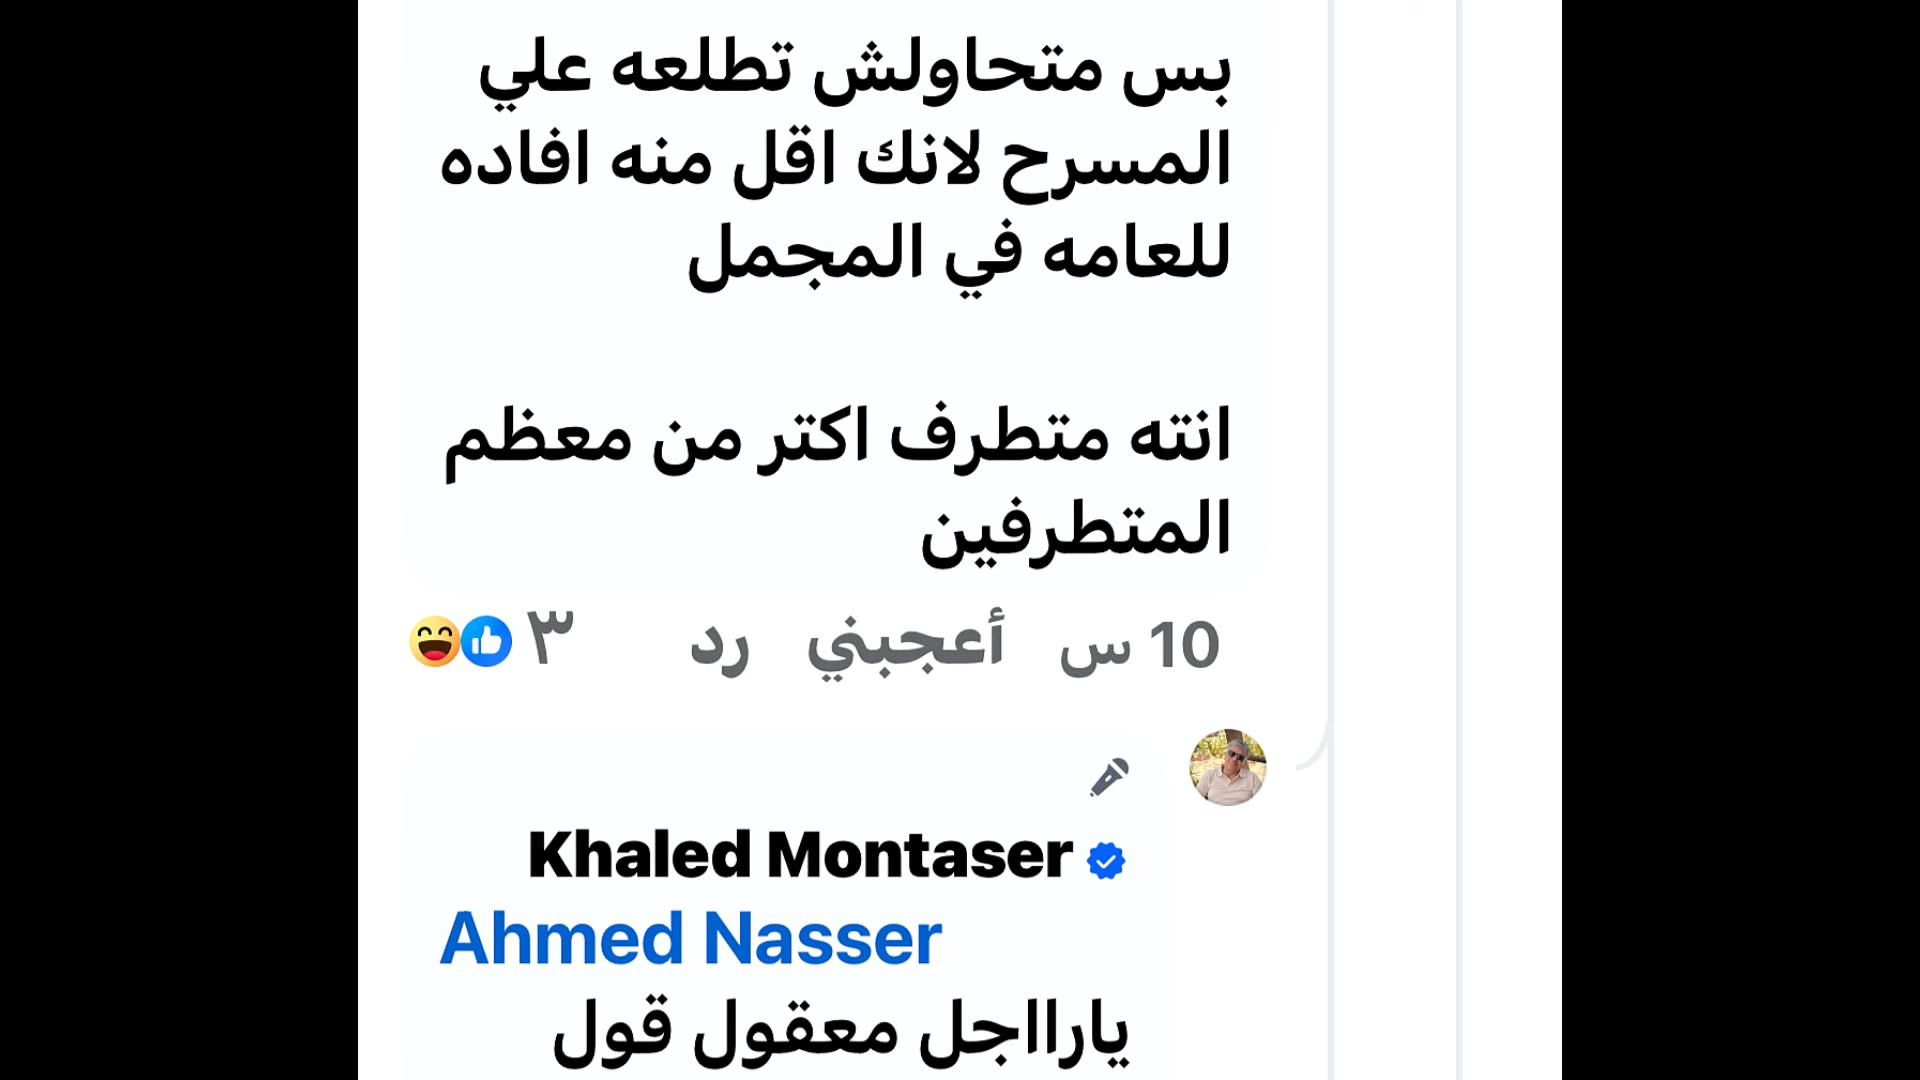 بس متحاولش تطلعه علي
المسرح لانك اقل منه افاده
للعامه في المجمل
انته متطرف اكتر من معظم
المتطرفين
10 س أعجبني رد ٣
Khaled Montaser
Ahmed Nasser
يارااجل معقول قول